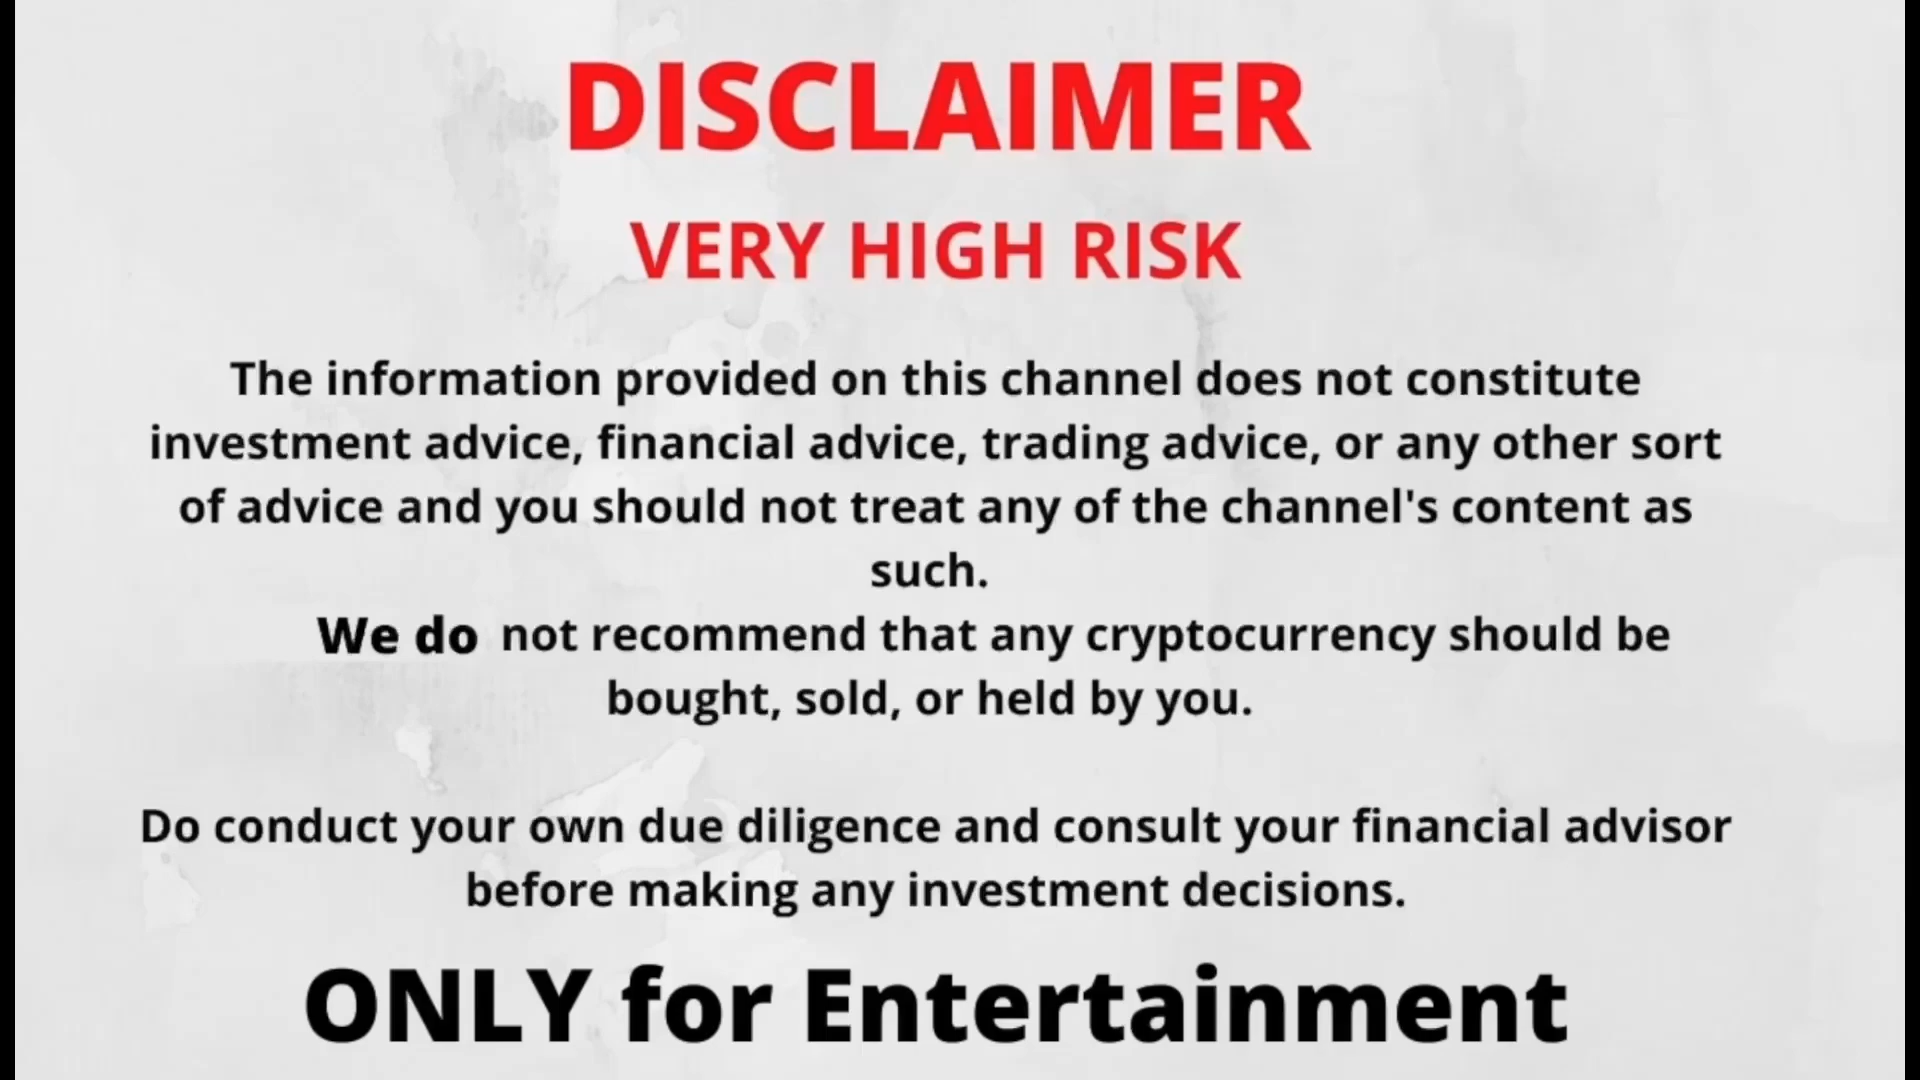 DISCLAIMER
VERY HIGH RISK
The information provided on this channel does not constitute
investment advice, financial advice, trading advice, or any other sort
of advice and you should not treat any of the channel's content as
such.
We do not recommend that any cryptocurrency should be
bought, sold, or held by you.
Do conduct your own due diligence and consult your financial advisor
before making any investment decisions.
ONLY for Entertainment